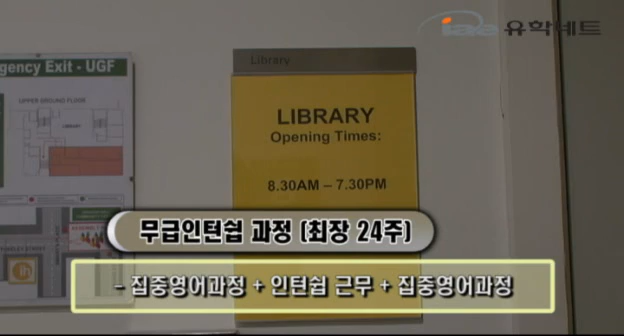 iae 유학네트
Library
Emergency Exit - UGF
UPPER GROUND FLOOR
LIBRARY
LIBRARY
Opening Times:
8.30AM – 7.30PM
무급인턴쉽 과정 (최장 24주)
- 집중영어과정 + 인턴쉽 근무 + 집중영어과정